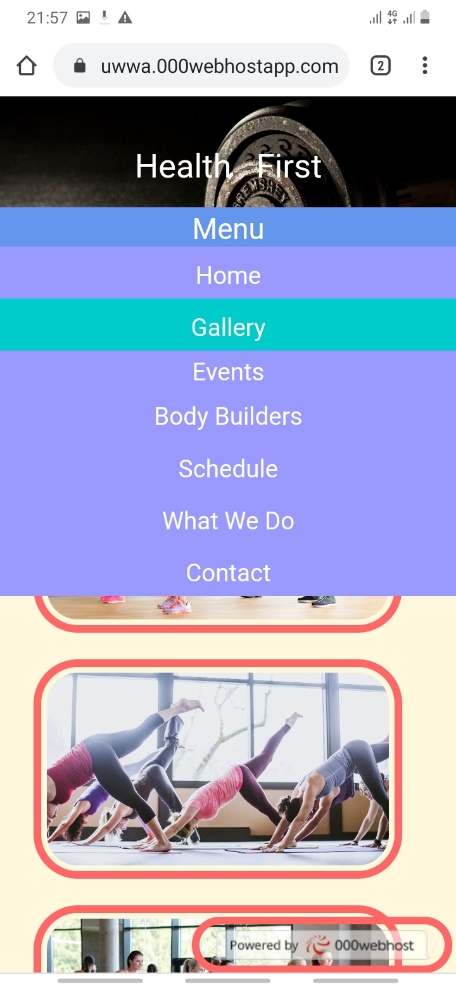 21:57
4G
uwwa.000webhostapp.com
2
Health First
Menu
Home
Gallery
Events
Body Builders
Schedule
What We Do
Contact
Powered by 000webhost